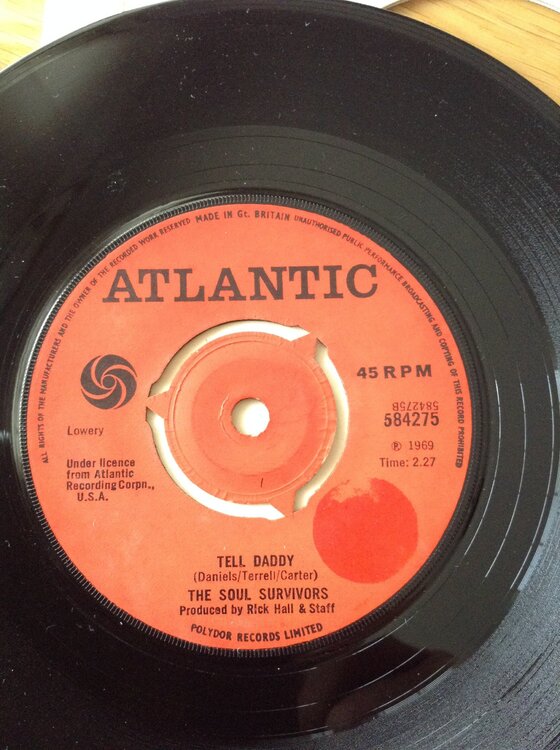 ALL RIGHTS OF THE MANUFACTURERS AND THE OWNER OF THE RECORDED WORK RESERVED MADE IN Gt. BRITAIN UNAUTHORISED PUBLIC PERFORMANCE BROADCASTING AND COPYING OF THIS RECORD PROHIBITED
ATLANTIC
45 RPM
584275B
584275
Lowery
℗ 1969
Time: 2.27
Under licence
from Atlantic
Recording Corpn.,
U.S.A.
TELL DADDY
(Daniels/Terrell/Carter)
THE SOUL SURVIVORS
Produced by Rick Hall & Staff
POLYDOR RECORDS LIMITED